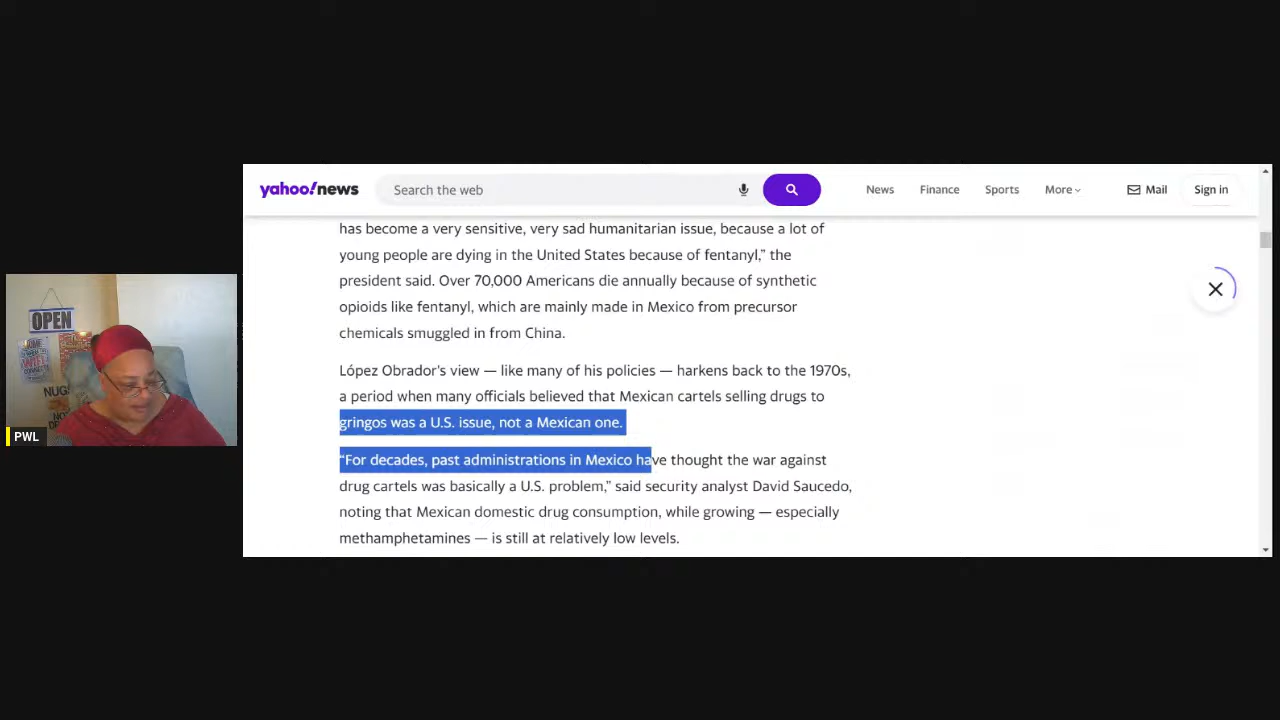 yahoo!news
Search the web
News
Finance
Sports
More
Mail
Sign in
has become a very sensitive, very sad humanitarian issue, because a lot of
young people are dying in the United States because of fentanyl,” the
president said. Over 70,000 Americans die annually because of synthetic
opioids like fentanyl, which are mainly made in Mexico from precursor
chemicals smuggled in from China.
López Obrador’s view — like many of his policies — harkens back to the 1970s,
a period when many officials believed that Mexican cartels selling drugs to
gringos was a U.S. issue, not a Mexican one.
“For decades, past administrations in Mexico have thought the war against
drug cartels was basically a U.S. problem,” said security analyst David Saucedo,
noting that Mexican domestic drug consumption, while growing — especially
methamphetamines — is still at relatively low levels.
OPEN
PWL